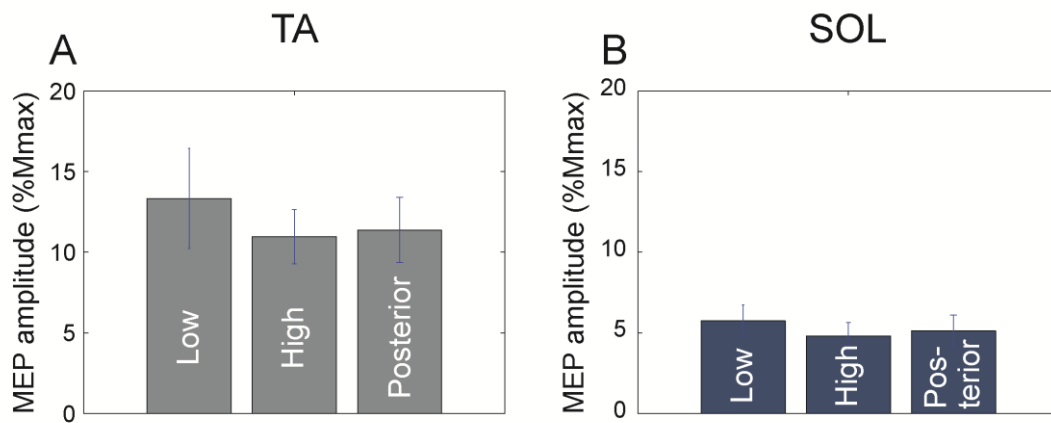 TA
SOL
A
B
MEP amplitude (%Mmax)
20
15
10
5
0
Low
High
Posterior
MEP amplitude (%Mmax)
20
15
10
5
0
Low
High
Pos-
terior